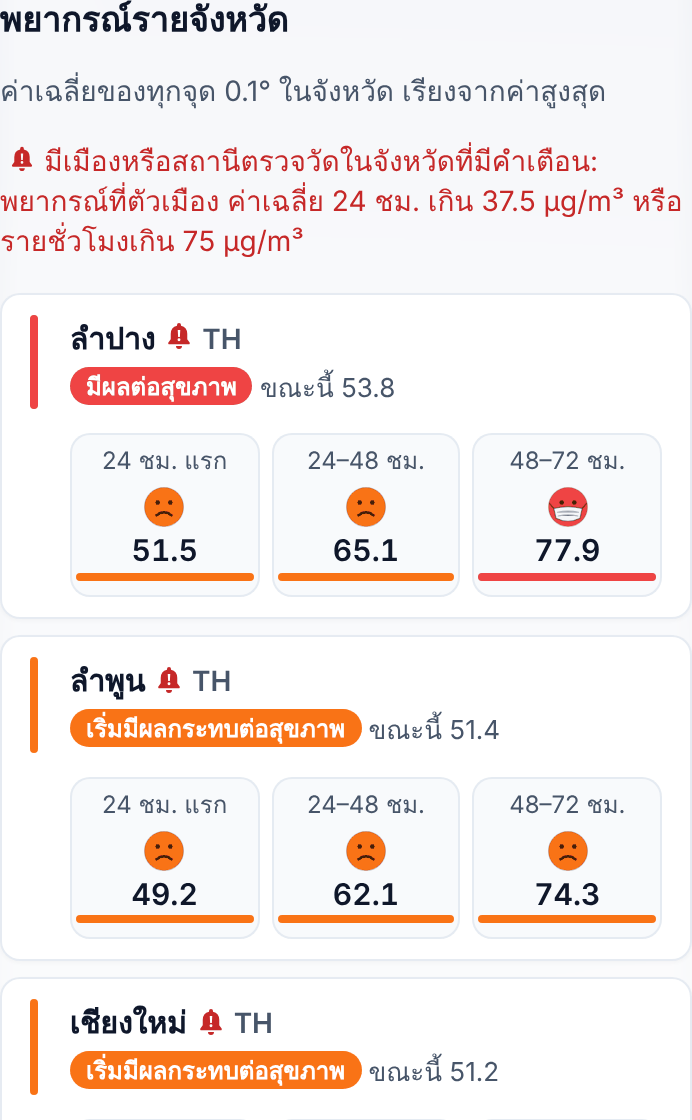 พยากรณ์รายจังหวัด
ค่าเฉลี่ยของทุกจุด 0.1° ในจังหวัด เรียงจากค่าสูงสุด
มีเมืองหรือสถานีตรวจวัดในจังหวัดที่มีคำเตือน:
พยากรณ์ที่ตัวเมือง ค่าเฉลี่ย 24 ชม. เกิน 37.5 µg/m³ หรือ
รายชั่วโมงเกิน 75 µg/m³
ลำปาง TH
มีผลต่อสุขภาพ ขณะนี้ 53.8
24 ชม. แรก 24–48 ชม. 48–72 ชม.
51.5 65.1 77.9
ลำพูน TH
เริ่มมีผลกระทบต่อสุขภาพ ขณะนี้ 51.4
24 ชม. แรก 24–48 ชม. 48–72 ชม.
49.2 62.1 74.3
เชียงใหม่ TH
เริ่มมีผลกระทบต่อสุขภาพ ขณะนี้ 51.2